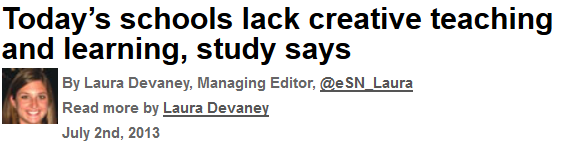 Today’s schools lack creative teaching
and learning, study says
By Laura Devaney, Managing Editor, @eSN_Laura
Read more by Laura Devaney
July 2nd, 2013